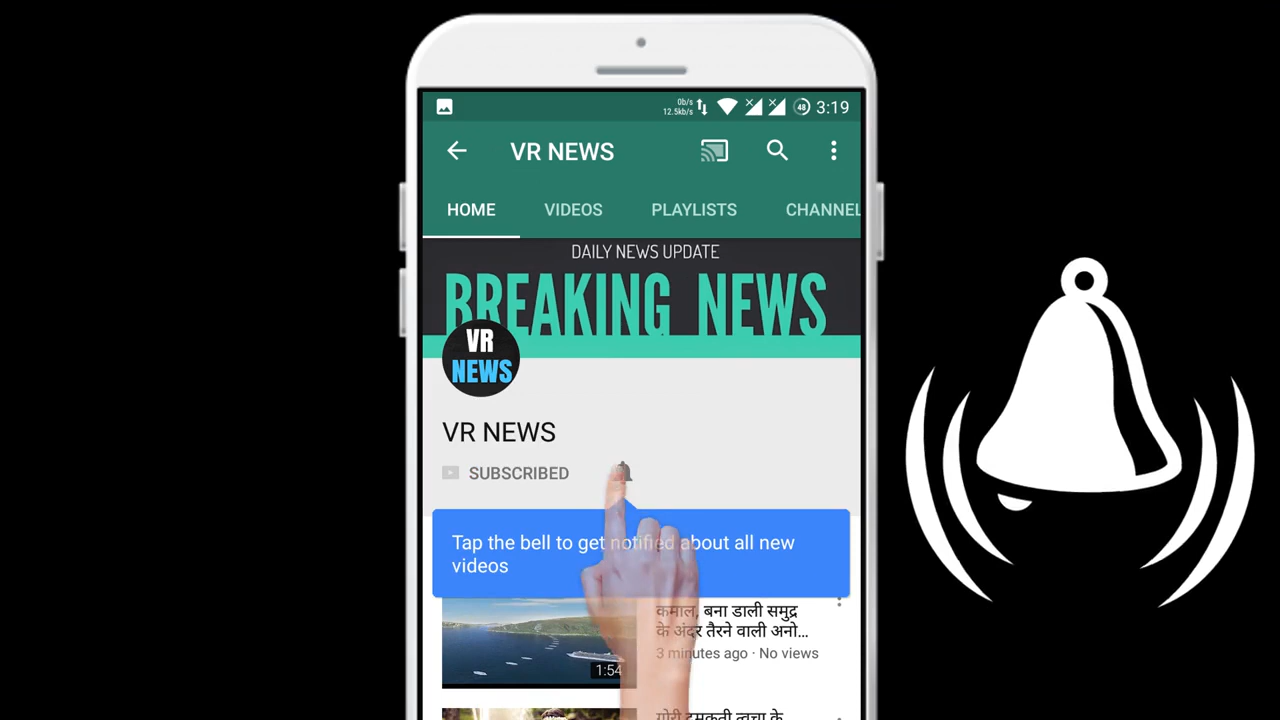 0b/s
12.5kb/s
48
3:19
VR NEWS
HOME VIDEOS PLAYLISTS CHANNEL
DAILY NEWS UPDATE
BREAKING NEWS
VR
NEWS
VR NEWS
SUBSCRIBED
Tap the bell to get notified about all new
videos
कमाल, बना डाली समुद्र
के अंदर तैरने वाली अनो...
3 minutes ago · No views
1:54
गोरी दमकती त्वचा के